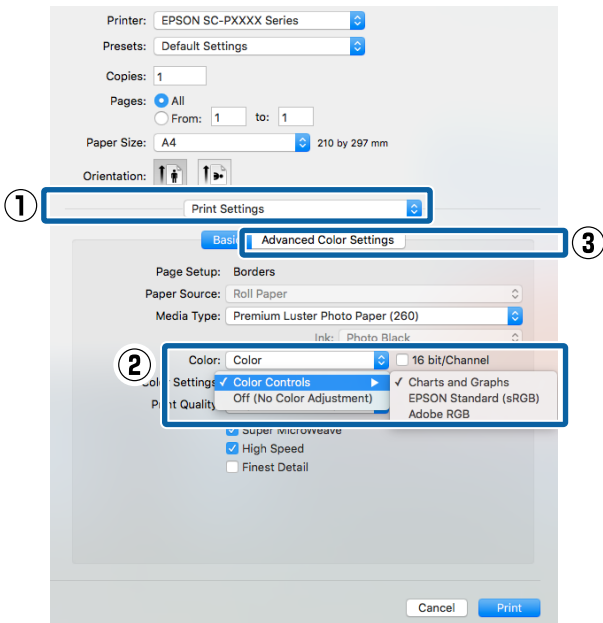 Printer: EPSON SC-PXXXX Series
Presets: Default Settings
Copies: 1
Pages: All
From: 1 to: 1
Paper Size: A4 210 by 297 mm
Orientation:
1
Print Settings
Basic Advanced Color Settings
3
Page Setup: Borders
Paper Source: Roll Paper
Media Type: Premium Luster Photo Paper (260)
Ink: Photo Black
2
Color: Color 16 bit/Channel
Color Settings Color Controls Charts and Graphs
Off (No Color Adjustment) EPSON Standard (sRGB)
Print Quality Adobe RGB
Super MicroWeave
High Speed
Finest Detail
Cancel Print